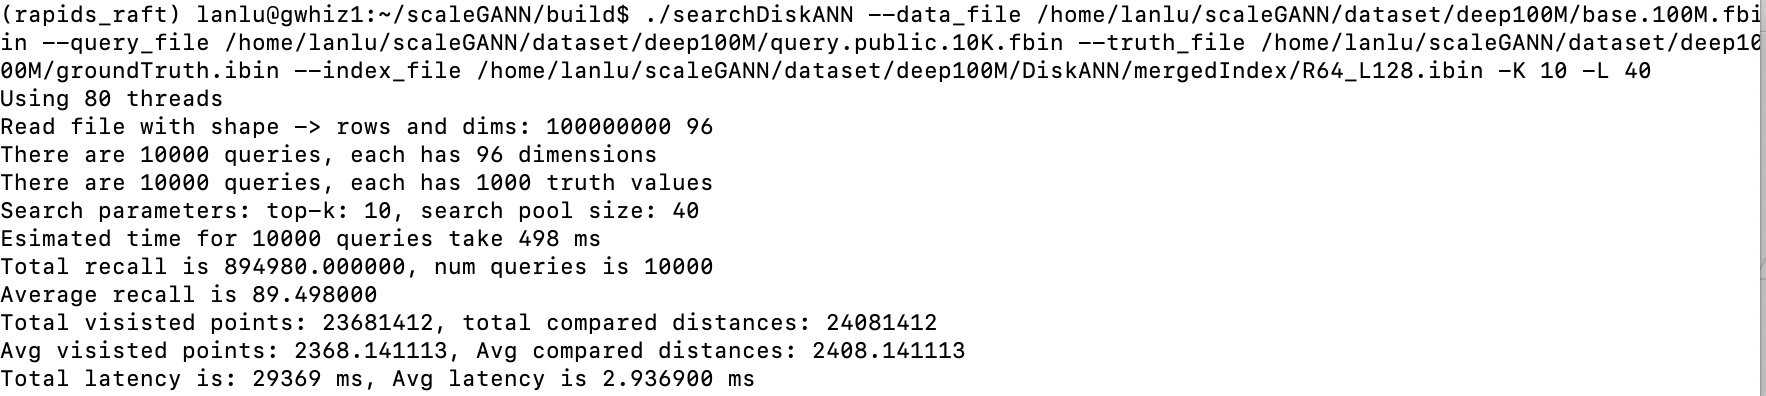 (rapids_raft) lanlu@gwhiz1:~/scaleGANN/build$ ./searchDiskANN --data_file /home/lanlu/scaleGANN/dataset/deep100M/base.100M.fbi
in --query_file /home/lanlu/scaleGANN/dataset/deep100M/query.public.10K.fbin --truth_file /home/lanlu/scaleGANN/dataset/deep10
00M/groundTruth.ibin --index_file /home/lanlu/scaleGANN/dataset/deep100M/DiskANN/mergedIndex/R64_L128.ibin -K 10 -L 40
Using 80 threads
Read file with shape -> rows and dims: 100000000 96
There are 10000 queries, each has 96 dimensions
There are 10000 queries, each has 1000 truth values
Search parameters: top-k: 10, search pool size: 40
Esimated time for 10000 queries take 498 ms
Total recall is 894980.000000, num queries is 10000
Average recall is 89.498000
Total visisted points: 23681412, total compared distances: 24081412
Avg visisted points: 2368.141113, Avg compared distances: 2408.141113
Total latency is: 29369 ms, Avg latency is 2.936900 ms